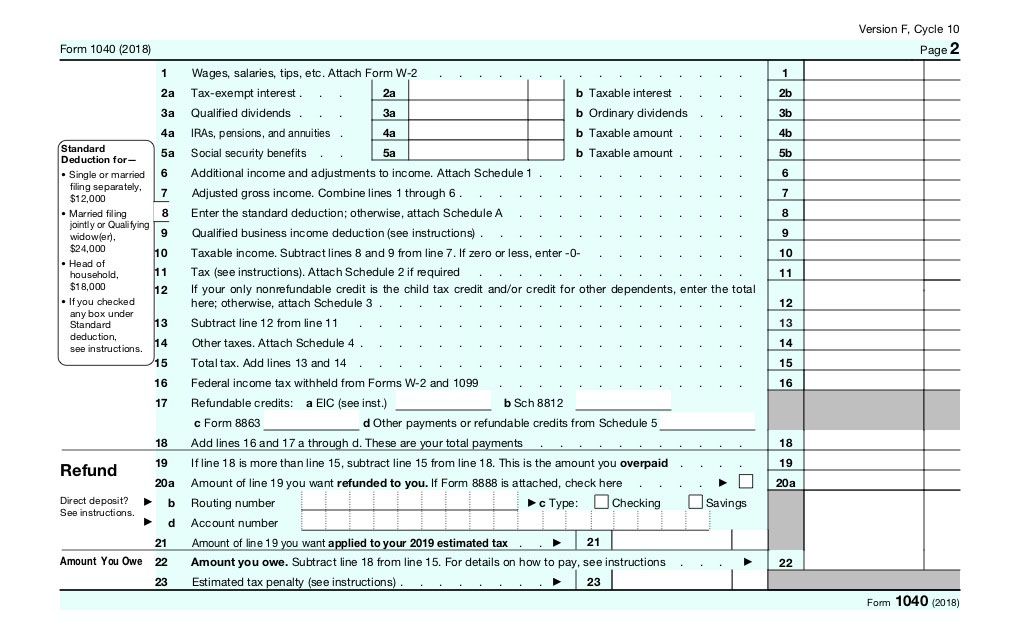 Version F, Cycle 10
Form 1040 (2018) Page 2
1 Wages, salaries, tips, etc. Attach Form W-2 . . . . . . . . . . . . . . . . 1
2a Tax-exempt interest . . . 2a b Taxable interest . . . . 2b
3a Qualified dividends . . . 3a b Ordinary dividends . . . 3b
4a IRAs, pensions, and annuities . 4a b Taxable amount . . . . 4b
5a Social security benefits . . 5a b Taxable amount . . . . 5b
6 Additional income and adjustments to income. Attach Schedule 1 . . . . . . . . . . . 6
7 Adjusted gross income. Combine lines 1 through 6 . . . . . . . . . . . . . . . 7
8 Enter the standard deduction; otherwise, attach Schedule A . . . . . . . . . . . . 8
9 Qualified business income deduction (see instructions) . . . . . . . . . . . . . . 9
10 Taxable income. Subtract lines 8 and 9 from line 7. If zero or less, enter -0- . . . . . . . . 10
11 Tax (see instructions). Attach Schedule 2 if required . . . . . . . . . . . . . . 11
12 If your only nonrefundable credit is the child tax credit and/or credit for other dependents, enter the total
here; otherwise, attach Schedule 3 . . . . . . . . . . . . . . . . . . . 12
13 Subtract line 12 from line 11 . . . . . . . . . . . . . . . . . . . . 13
14 Other taxes. Attach Schedule 4 . . . . . . . . . . . . . . . . . . . . 14
15 Total tax. Add lines 13 and 14 . . . . . . . . . . . . . . . . . . . . 15
16 Federal income tax withheld from Forms W-2 and 1099 . . . . . . . . . . . . . 16
17 Refundable credits: a EIC (see inst.) b Sch 8812
c Form 8863 d Other payments or refundable credits from Schedule 5
18 Add lines 16 and 17 a through d. These are your total payments . . . . . . . . . . . 18
Standard
Deduction for—
• Single or married
filing separately,
$12,000
• Married filing
jointly or Qualifying
widow(er),
$24,000
• Head of
household,
$18,000
• If you checked
any box under
Standard
deduction,
see instructions.
Refund
19 If line 18 is more than line 15, subtract line 15 from line 18. This is the amount you overpaid . . . . 19
20a Amount of line 19 you want refunded to you. If Form 8888 is attached, check here . . . . . ▶ 20a
Direct deposit? ▶ b Routing number ▶ c Type: Checking Savings
See instructions.
▶ d Account number
21 Amount of line 19 you want applied to your 2019 estimated tax . . ▶ 21
Amount You Owe 22 Amount you owe. Subtract line 18 from line 15. For details on how to pay, see instructions . . . ▶ 22
23 Estimated tax penalty (see instructions) . . . . . . . . ▶ 23
Form 1040 (2018)